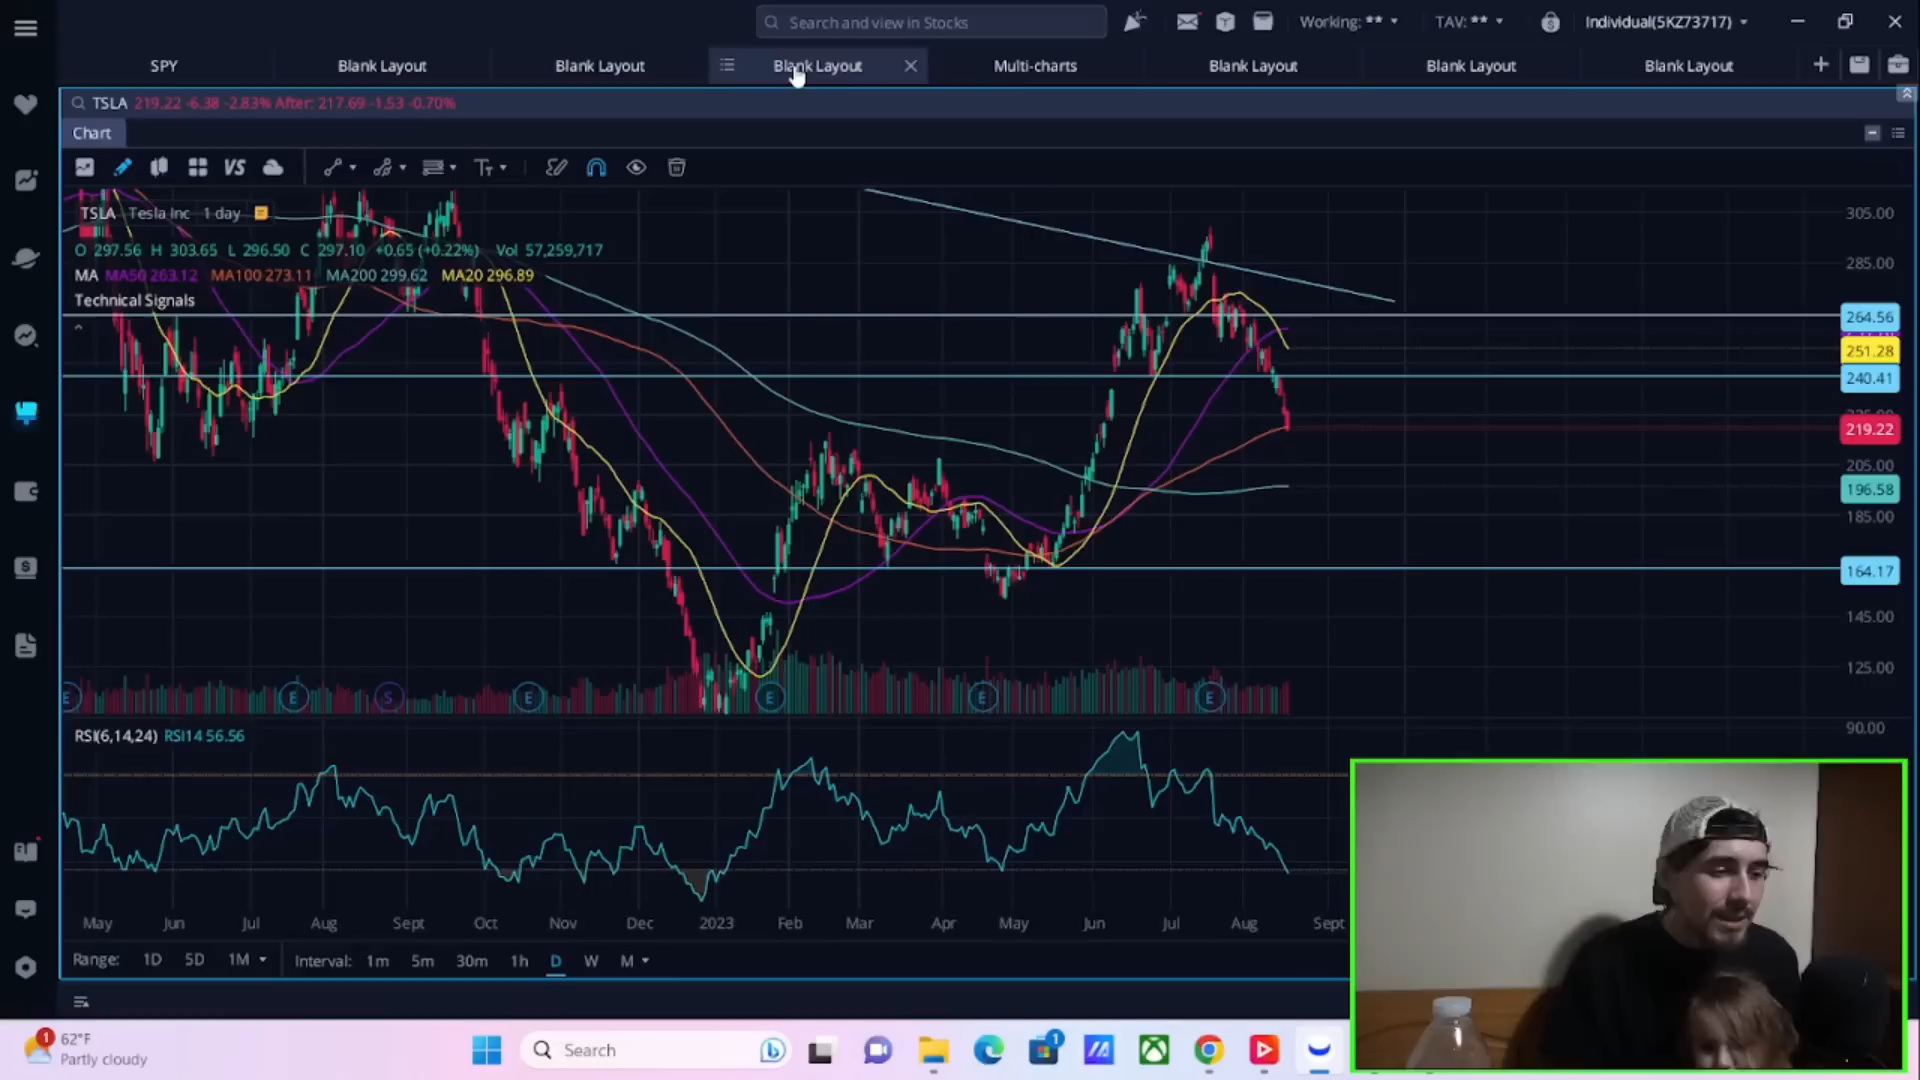 Search and view in Stocks
Working: **
TAV: **
Individual(5KZ73717)
SPY
Blank Layout
Blank Layout
Blank Layout
Multi-charts
Blank Layout
Blank Layout
Blank Layout
TSLA 219.22 -6.38 -2.83% After: 217.69 -1.53 -0.70%
Chart
VS
TSLA Tesla Inc 1 day
O 297.56 H 303.65 L 296.50 C 297.10 +0.65 (+0.22%) Vol 57,259,717
MA MA50 263.12 MA100 273.11 MA200 299.62 MA20 296.89
Technical Signals
305.00
285.00
264.56
251.28
240.41
219.22
205.00
196.58
185.00
164.17
145.00
125.00
90.00
E E S E E E E
RSI(6,14,24) RSI14 56.56
May Jun Jul Aug Sept Oct Nov Dec 2023 Feb Mar Apr May Jun Jul Aug Sept
Range: 1D 5D 1M Interval: 1m 5m 30m 1h D W M
1
62°F
Partly cloudy
Search
1